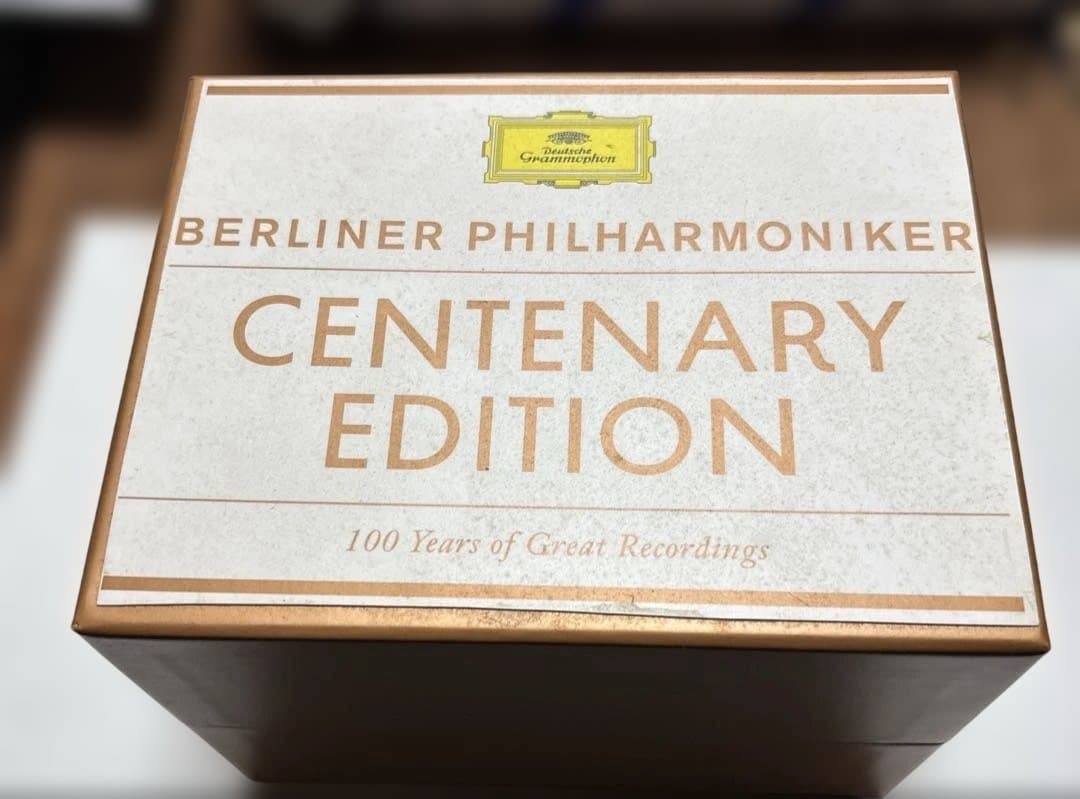 Deutsche
Grammophon
BERLINER PHILHARMONIKER
CENTENARY
EDITION
100 Years of Great Recordings